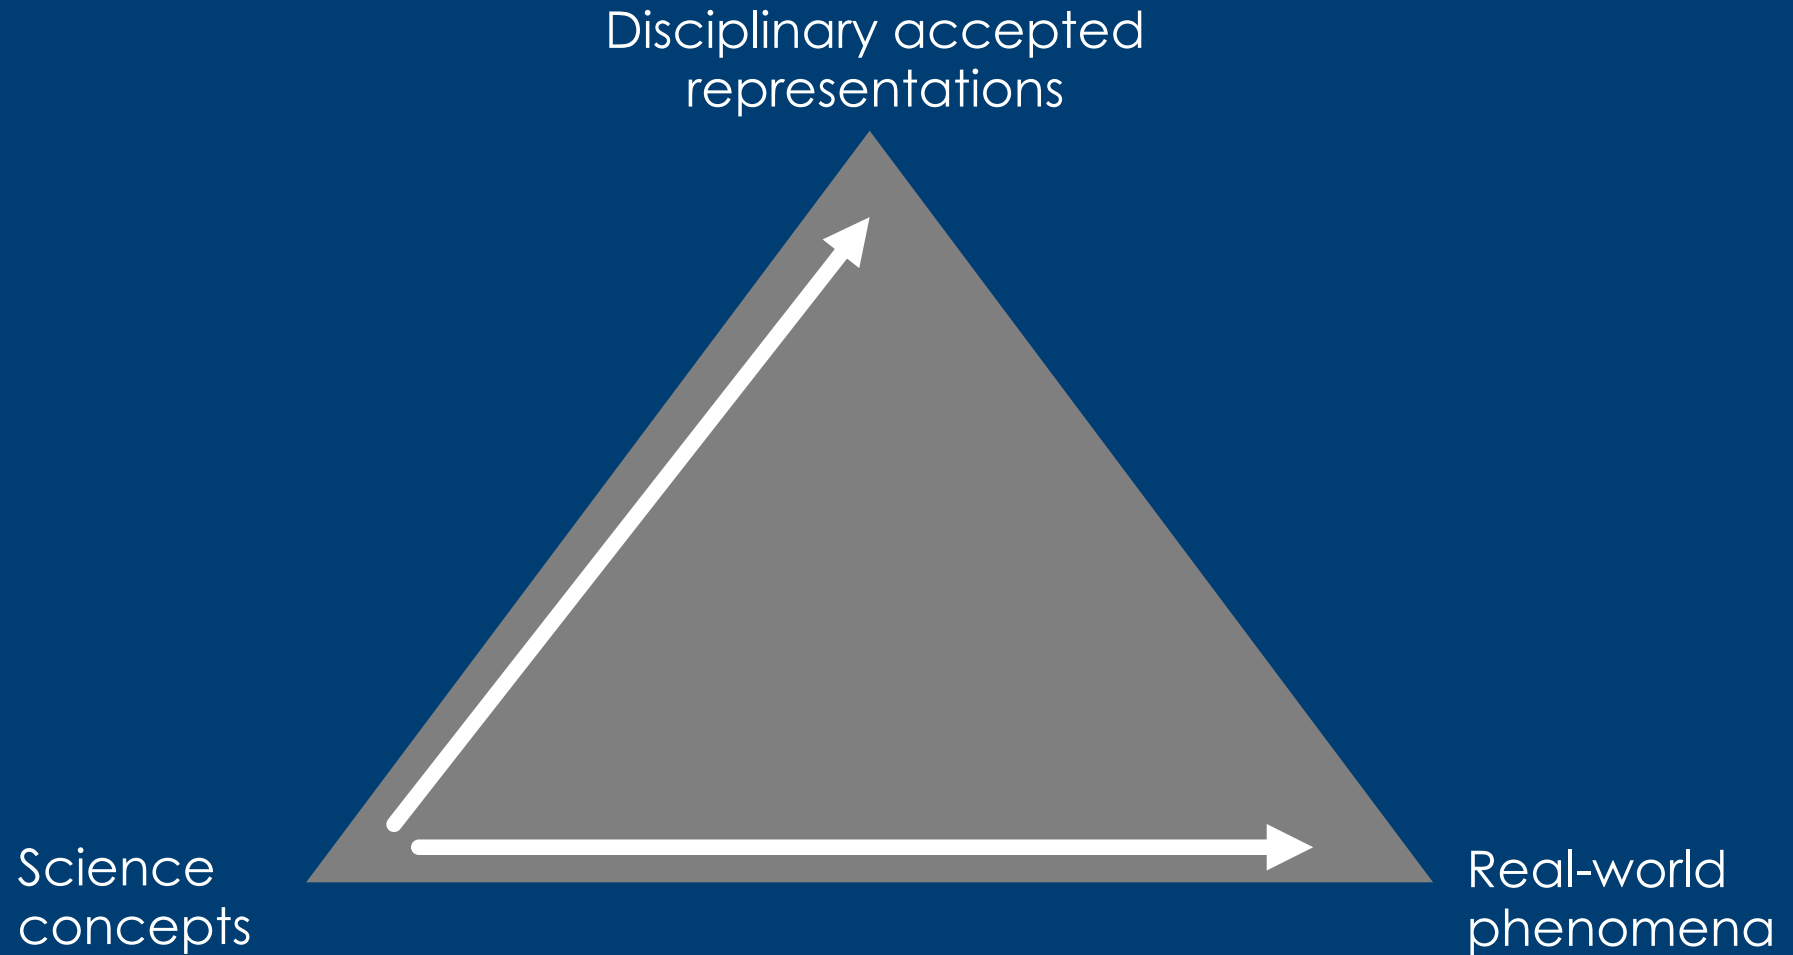 Disciplinary accepted
representations
Science
concepts
Real-world
phenomena